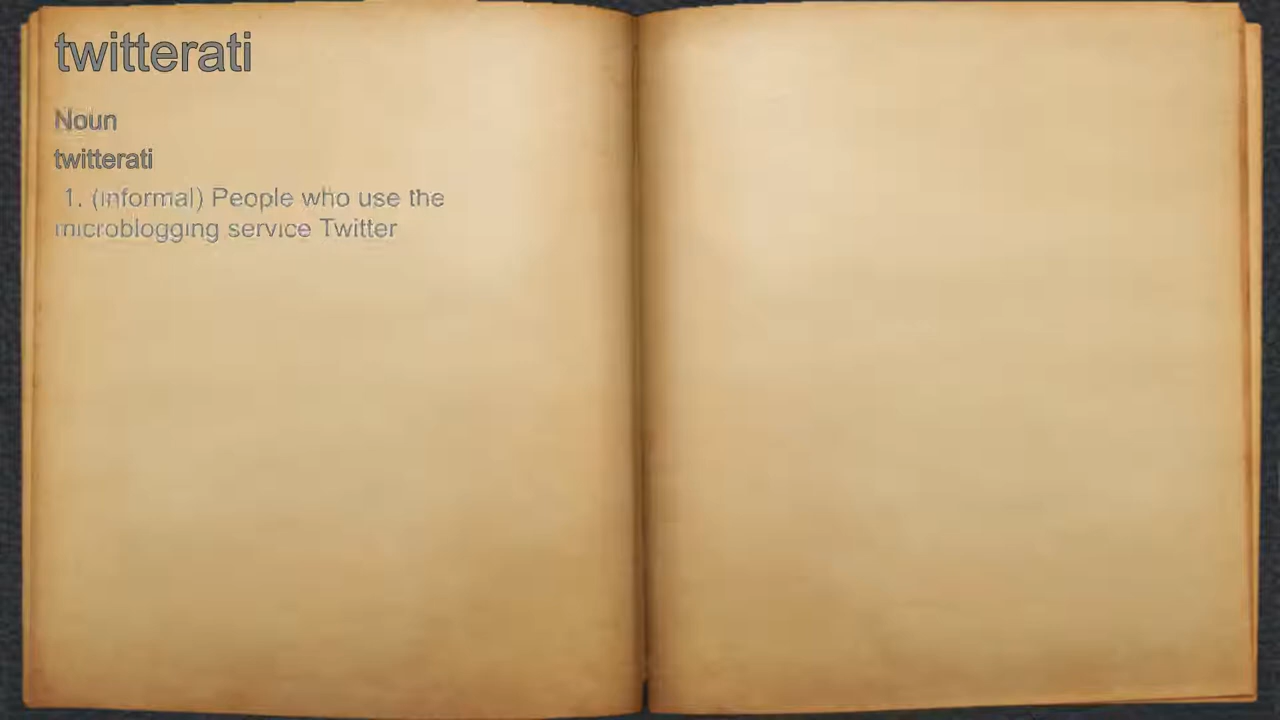 twitterati
Noun
twitterati
1. (informal) People who use the
microblogging service Twitter